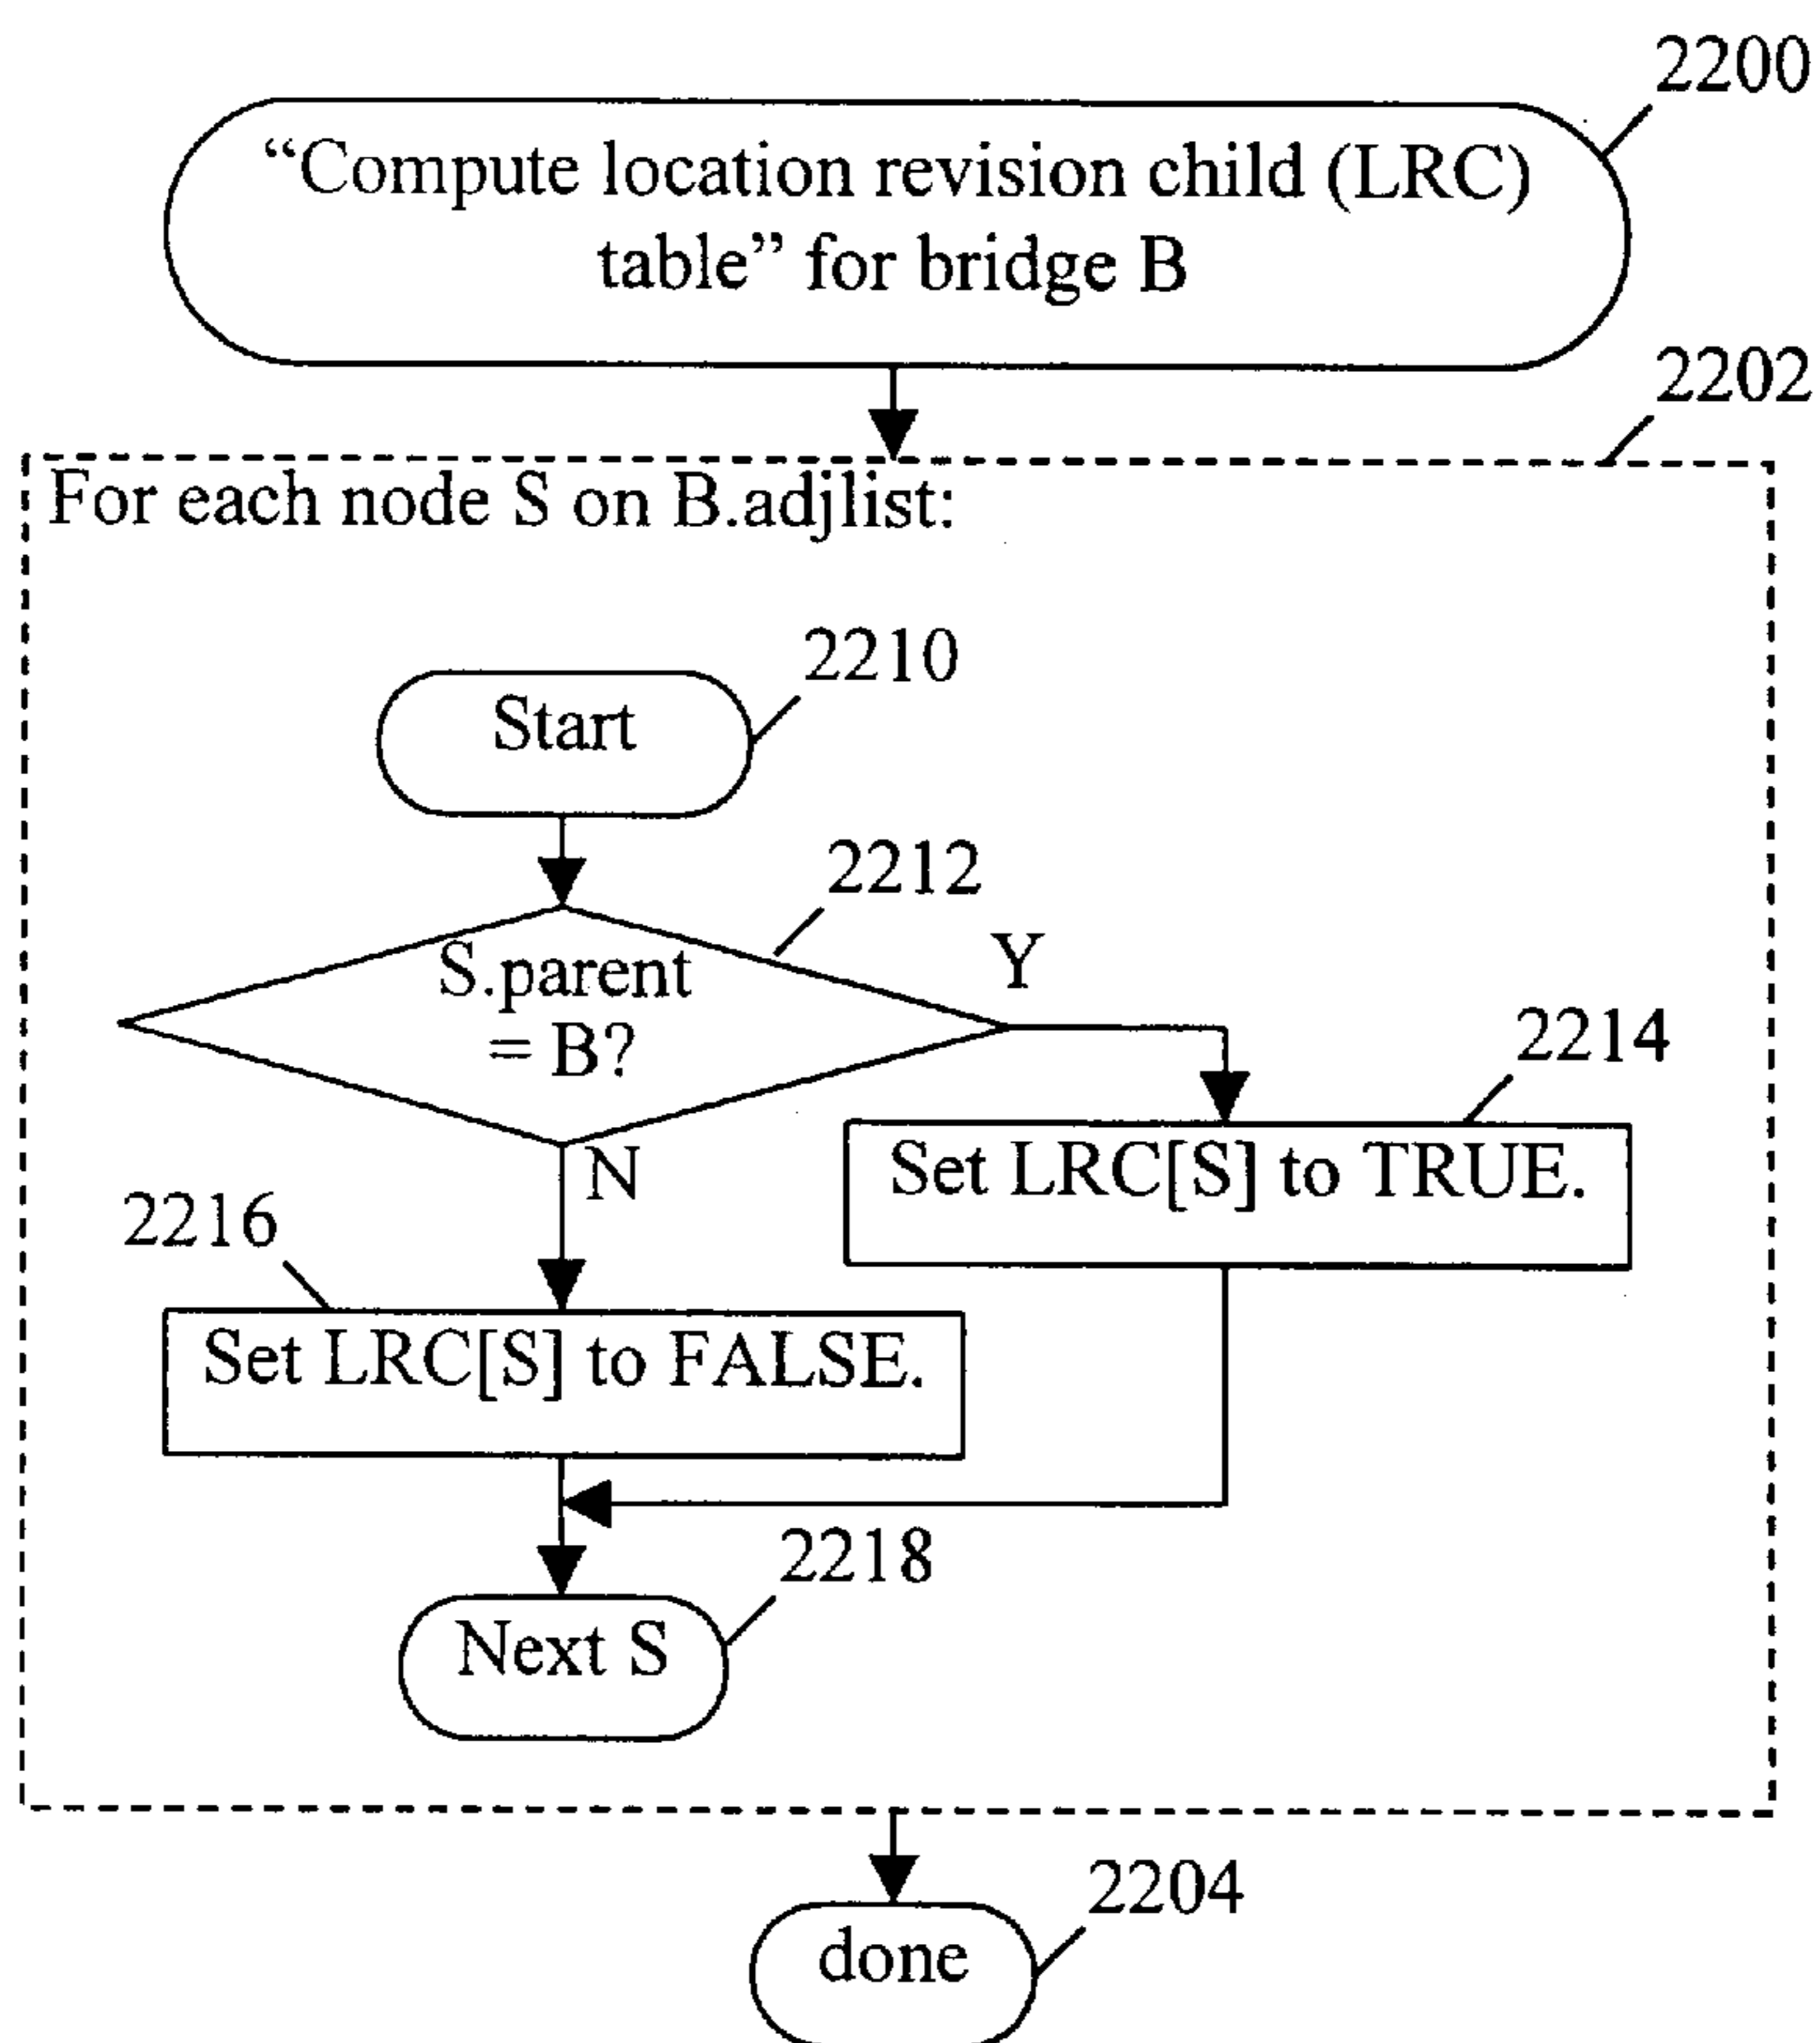 2200
“Compute location revision child (LRC)
table” for bridge B
2202
For each node S on B.adjlist:
2210
Start
2212
S.parent
= B?
Y
N
2214
Set LRC[S] to TRUE.
2216
Set LRC[S] to FALSE.
2218
Next S
2204
done